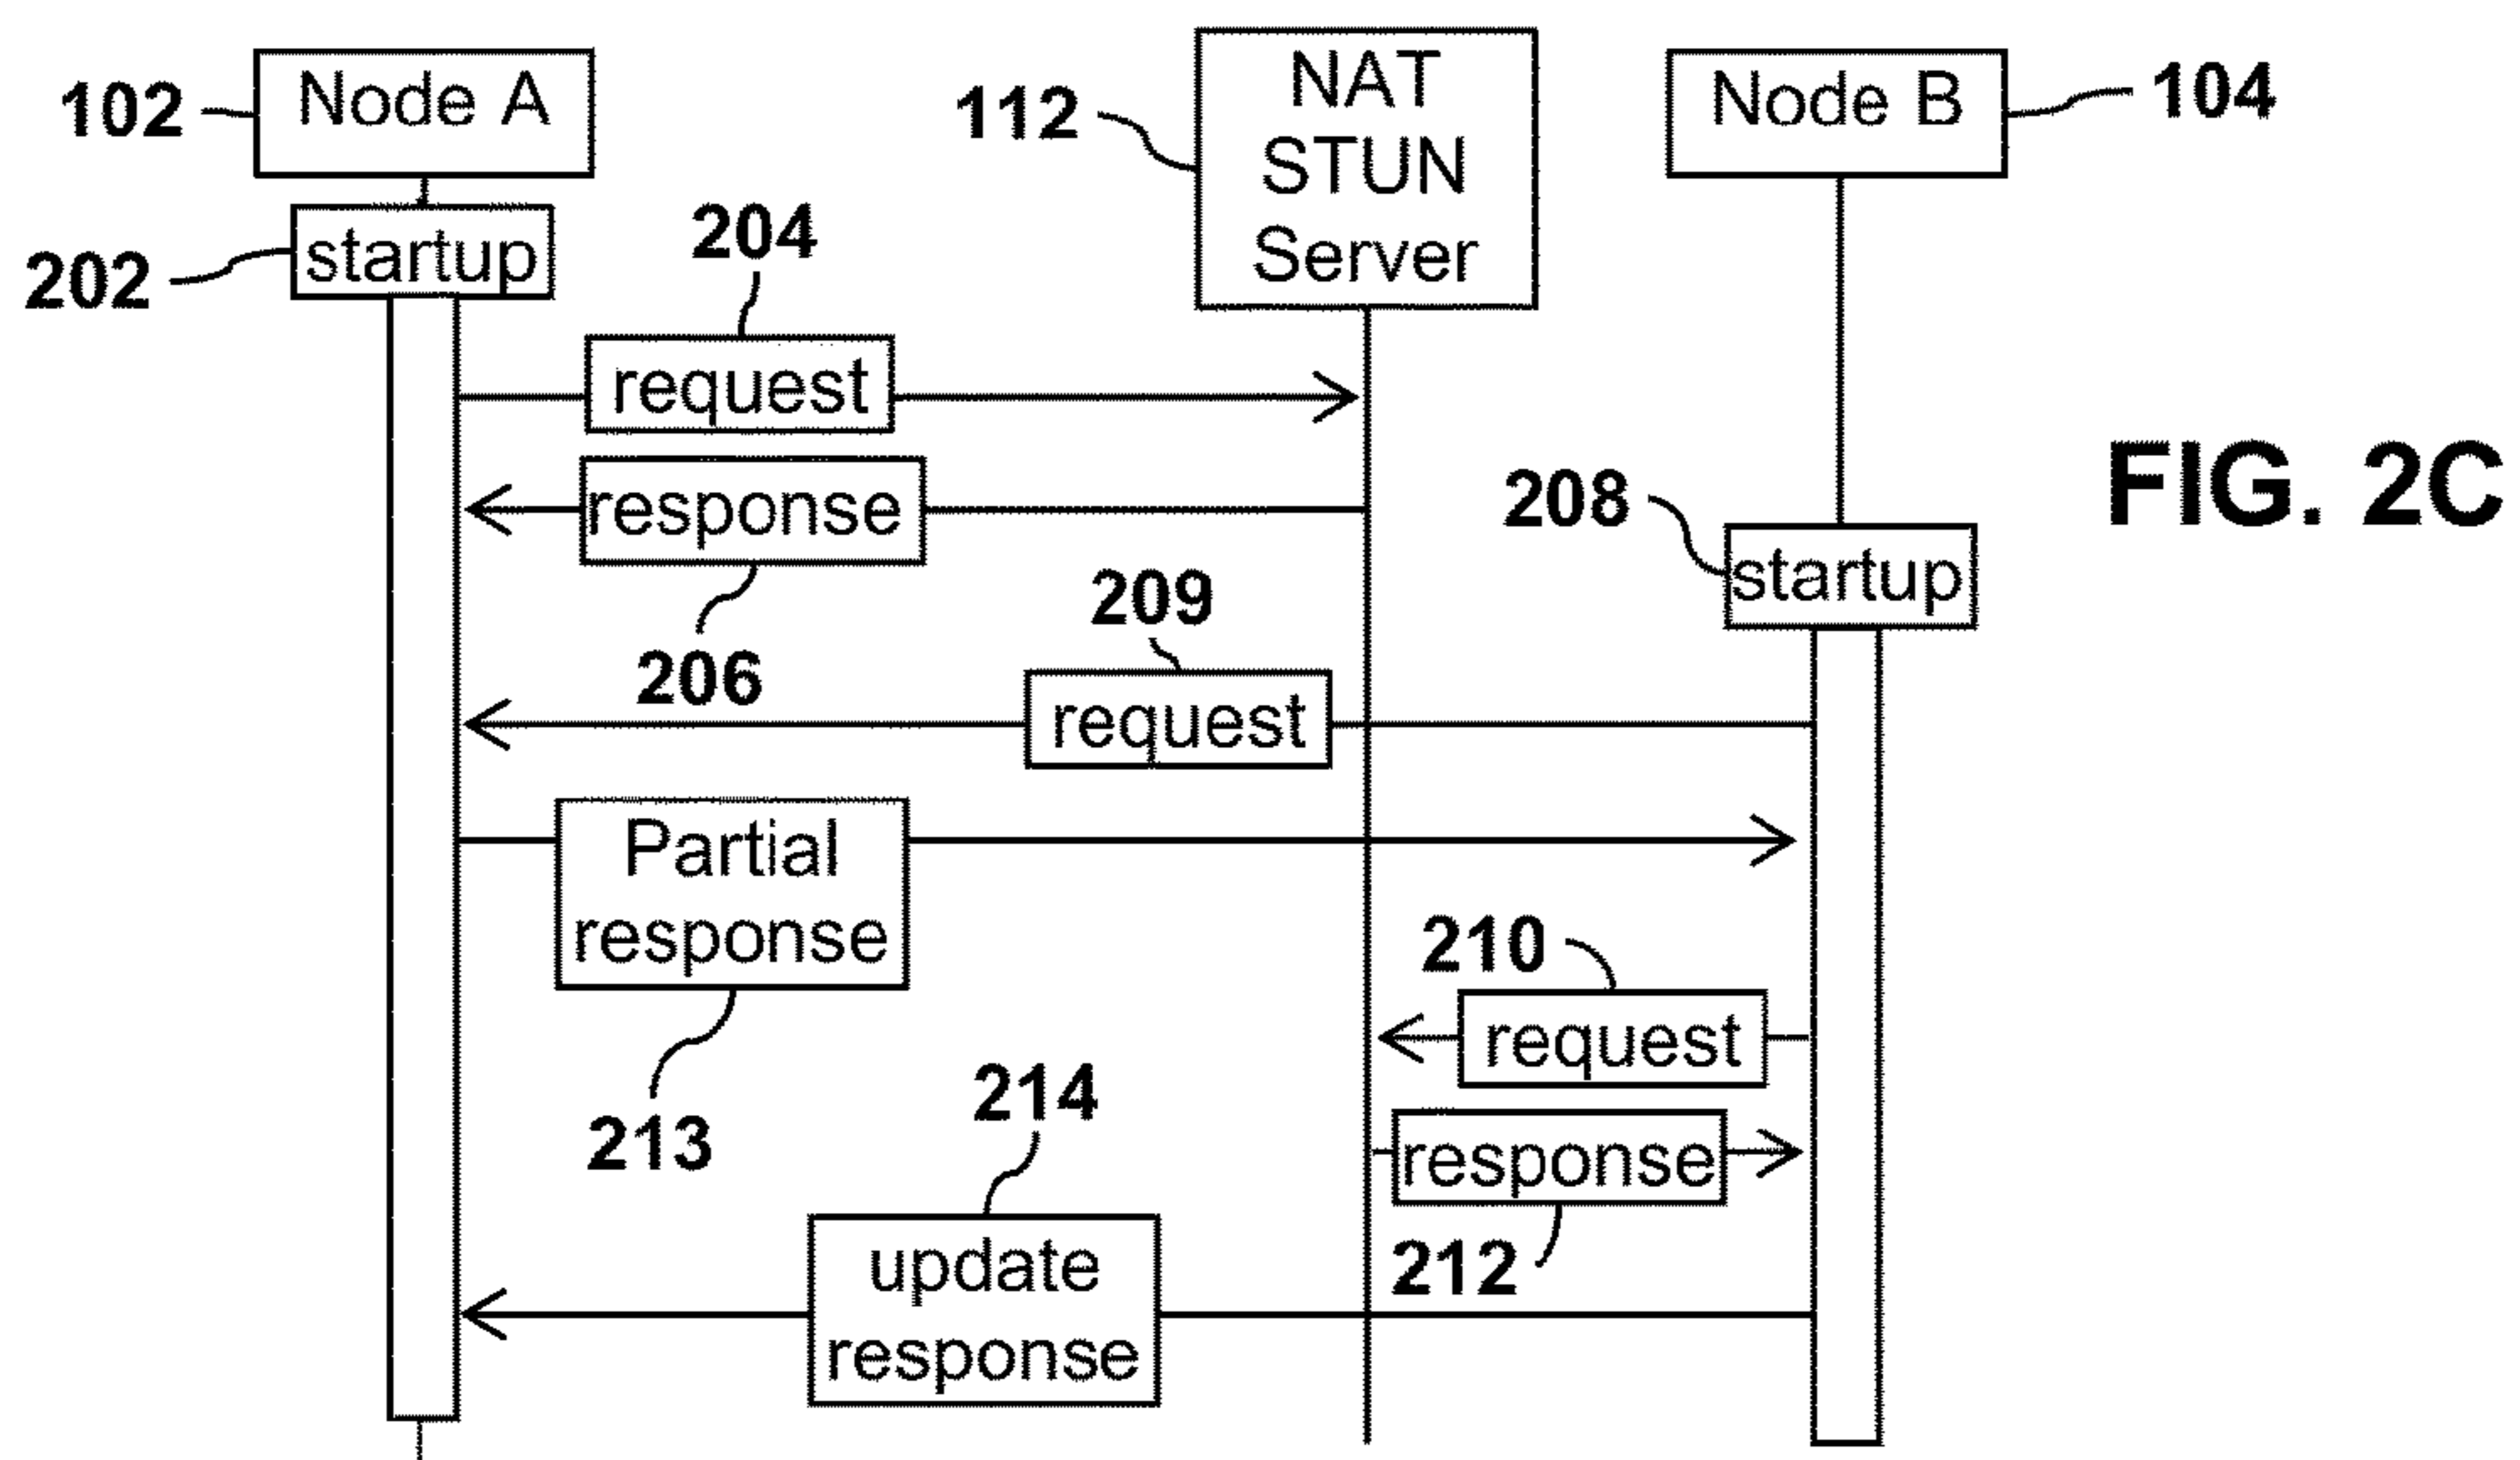 102
Node A
112
NAT
STUN
Server
Node B
104
202
startup
204
request
response
206
208
startup
FIG. 2C
209
request
Partial
response
213
210
request
response
212
214
update
response